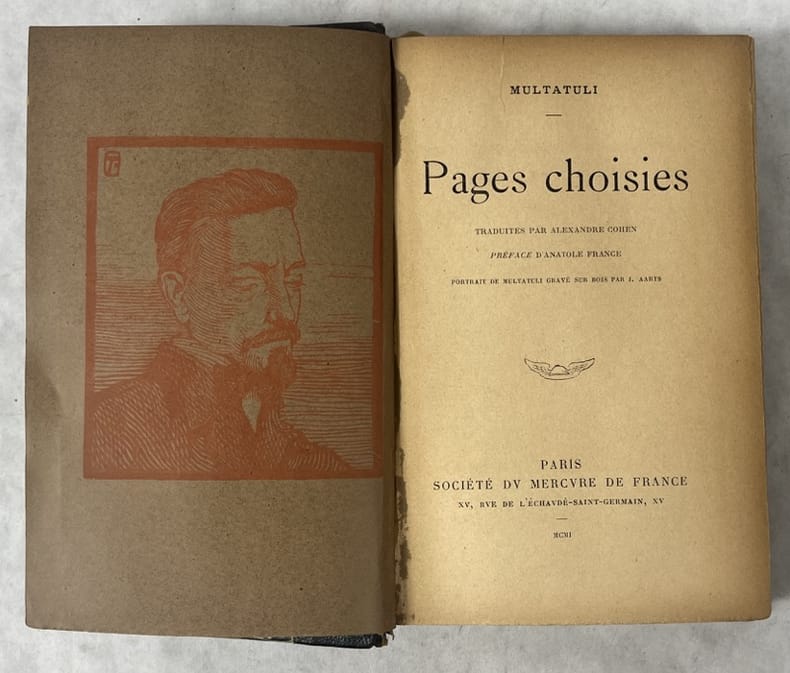 MULTATULI
Pages choisies
TRADUITES PAR ALEXANDRE COHEN
PRÉFACE D'ANATOLE FRANCE
PORTRAIT DE MULTATULI GRAVÉ SUR BOIS PAR J. AARTS
PARIS
SOCIÉTÉ DV MERCVRE DE FRANCE
XV, RVE DE L'ÉCHAVDÉ-SAINT-GERMAIN, XV
MCMI